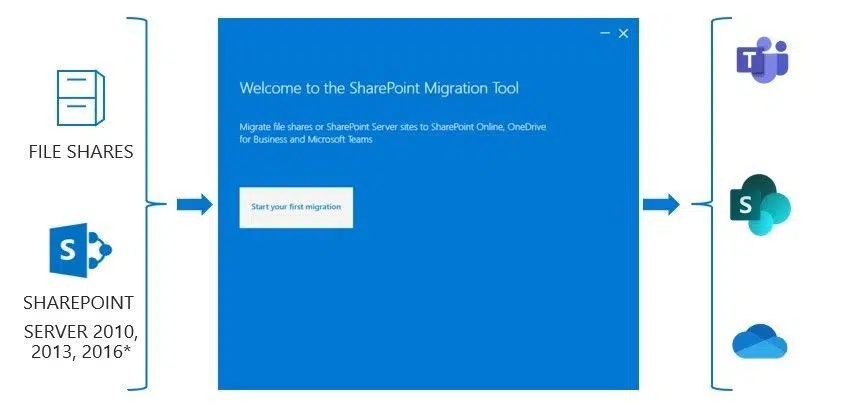 FILE SHARES
S
SHAREPOINT
SERVER 2010,
2013, 2016*
Welcome to the SharePoint Migration Tool
Migrate file shares or SharePoint Server sites to SharePoint Online, OneDrive
for Business and Microsoft Teams
Start your first migration
T
S